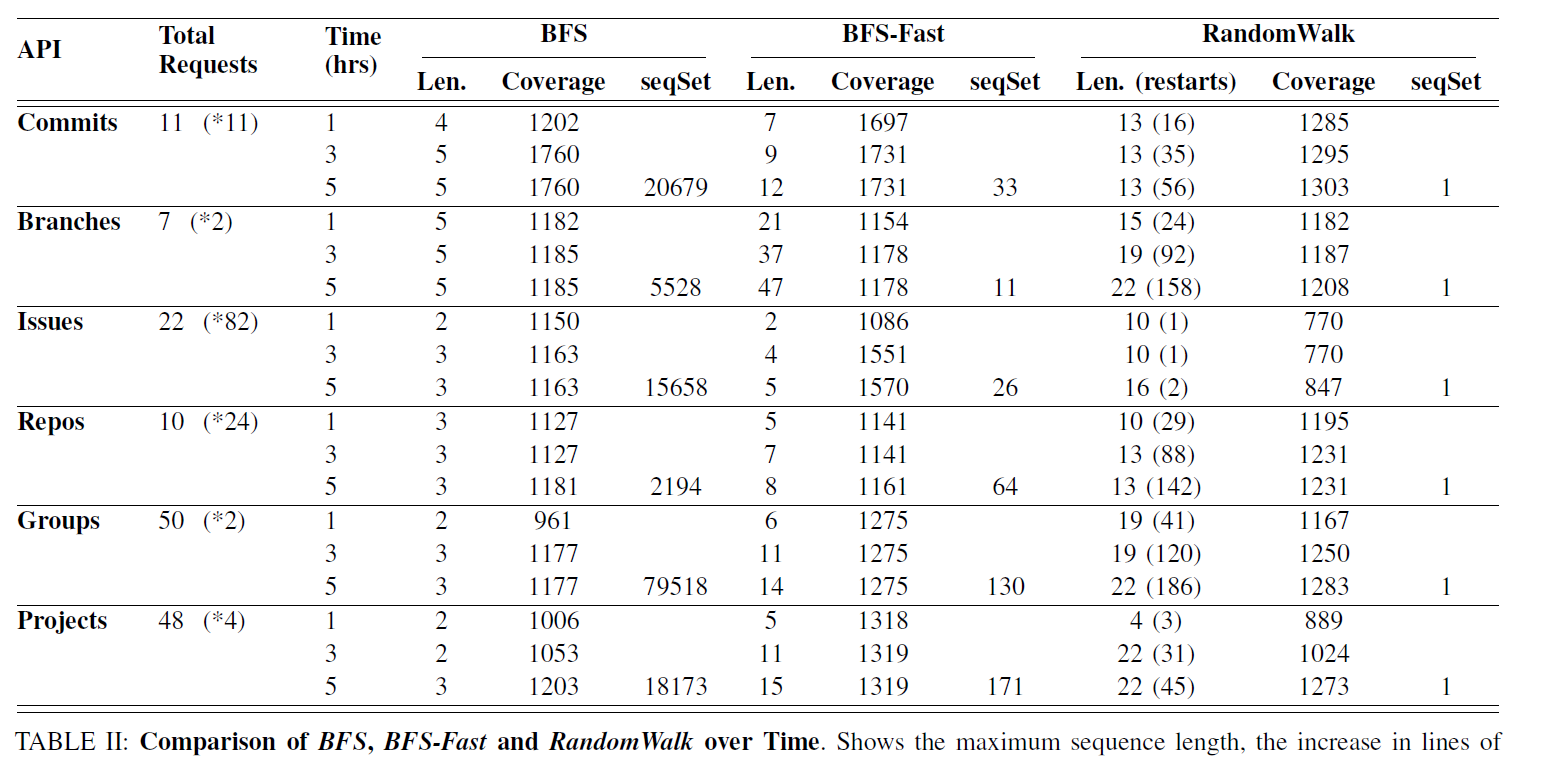 API Total Requests Time (hrs) BFS BFS-Fast RandomWalk
Len. Coverage seqSet Len. Coverage seqSet Len. (restarts) Coverage seqSet
Commits 11 (*11) 1 4 1202 7 1697 13 (16) 1285
3 5 1760 9 1731 13 (35) 1295
5 5 1760 20679 12 1731 33 13 (56) 1303 1
Branches 7 (*2) 1 5 1182 21 1154 15 (24) 1182
3 5 1185 37 1178 19 (92) 1187
5 5 1185 5528 47 1178 11 22 (158) 1208 1
Issues 22 (*82) 1 2 1150 2 1086 10 (1) 770
3 3 1163 4 1551 10 (1) 770
5 3 1163 15658 5 1570 26 16 (2) 847 1
Repos 10 (*24) 1 3 1127 5 1141 10 (29) 1195
3 3 1127 7 1141 13 (88) 1231
5 3 1181 2194 8 1161 64 13 (142) 1231 1
Groups 50 (*2) 1 2 961 6 1275 19 (41) 1167
3 3 1177 11 1275 19 (120) 1250
5 3 1177 79518 14 1275 130 22 (186) 1283 1
Projects 48 (*4) 1 2 1006 5 1318 4 (3) 889
3 2 1053 11 1319 22 (31) 1024
5 3 1203 18173 15 1319 171 22 (45) 1273 1
TABLE II: Comparison of BFS, BFS-Fast and RandomWalk over Time. Shows the maximum sequence length, the increase in lines of